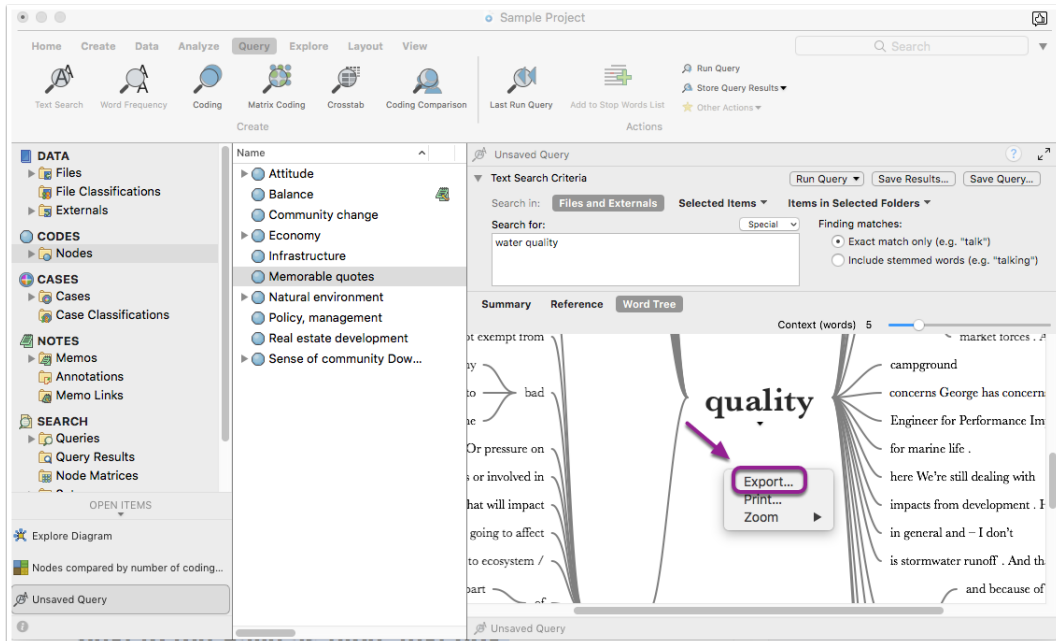 Sample Project
Home Create Data Analyze Query Explore Layout View
Search
Text Search Word Frequency Coding Matrix Coding Crosstab Coding Comparison Last Run Query Add to Stop Words List
Run Query
Store Query Results
Other Actions
Create Actions
DATA
Files
File Classifications
Externals
CODES
Nodes
CASES
Cases
Case Classifications
NOTES
Memos
Annotations
Memo Links
SEARCH
Queries
Query Results
Node Matrices
OPEN ITEMS
Explore Diagram
Nodes compared by number of coding...
Unsaved Query
Name
Attitude
Balance
Community change
Economy
Infrastructure
Memorable quotes
Natural environment
Policy, management
Real estate development
Sense of community Dow...
Unsaved Query
Text Search Criteria
Run Query Save Results... Save Query...
Search in: Files and Externals Selected Items Items in Selected Folders
Search for: Special
water quality
Finding matches:
Exact match only (e.g. "talk")
Include stemmed words (e.g. "talking")
Summary Reference Word Tree
Context (words) 5
exempt from
bad
to
Or pressure on
or involved in
that will impact
going to affect
to ecosystem /
part
of
quality
Export...
Print...
Zoom
market forces .
campground
concerns George has concern
Engineer for Performance Im
for marine life .
here We're still dealing with
impacts from development .
in general and – I don't
is stormwater runoff . And th
and because of
Unsaved Query